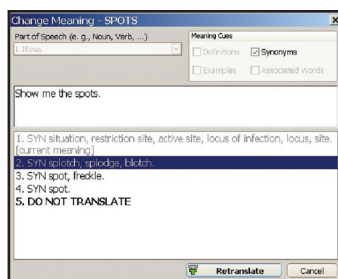 Change Meaning - SPOTS
Part of Speech (e. g., Noun, Verb, ...)
1 Noun
Meaning Cues
Definitions
Synonyms
Examples
Associated Words
Show me the spots.
1. SYN situation, restriction site, active site, locus of infection, locus, site.
[current meaning]
2. SYN splotch, splodge, blotch.
3. SYN spot, freckle.
4. SYN spot.
5. DO NOT TRANSLATE
Retranslate
Cancel